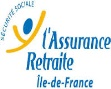 SÉCURITÉ SOCIALE
l'Assurance
Retraite
Île-de-France